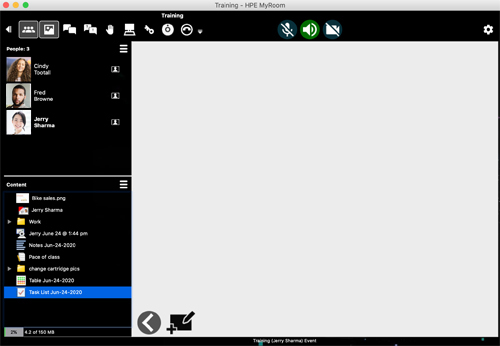 Training - HPE MyRoom
Training
People: 3
Cindy
Tootall
Fred
Browne
Jerry
Sharma
Content
Bike sales.png
Jerry Sharma
Work
Jerry June 24 @ 1:44 pm
Notes Jun-24-2020
Pace of class
change cartridge pics
Table Jun-24-2020
Task List Jun-24-2020
2%
4.2 of 160 MB
Training (Jerry Sharma) Event